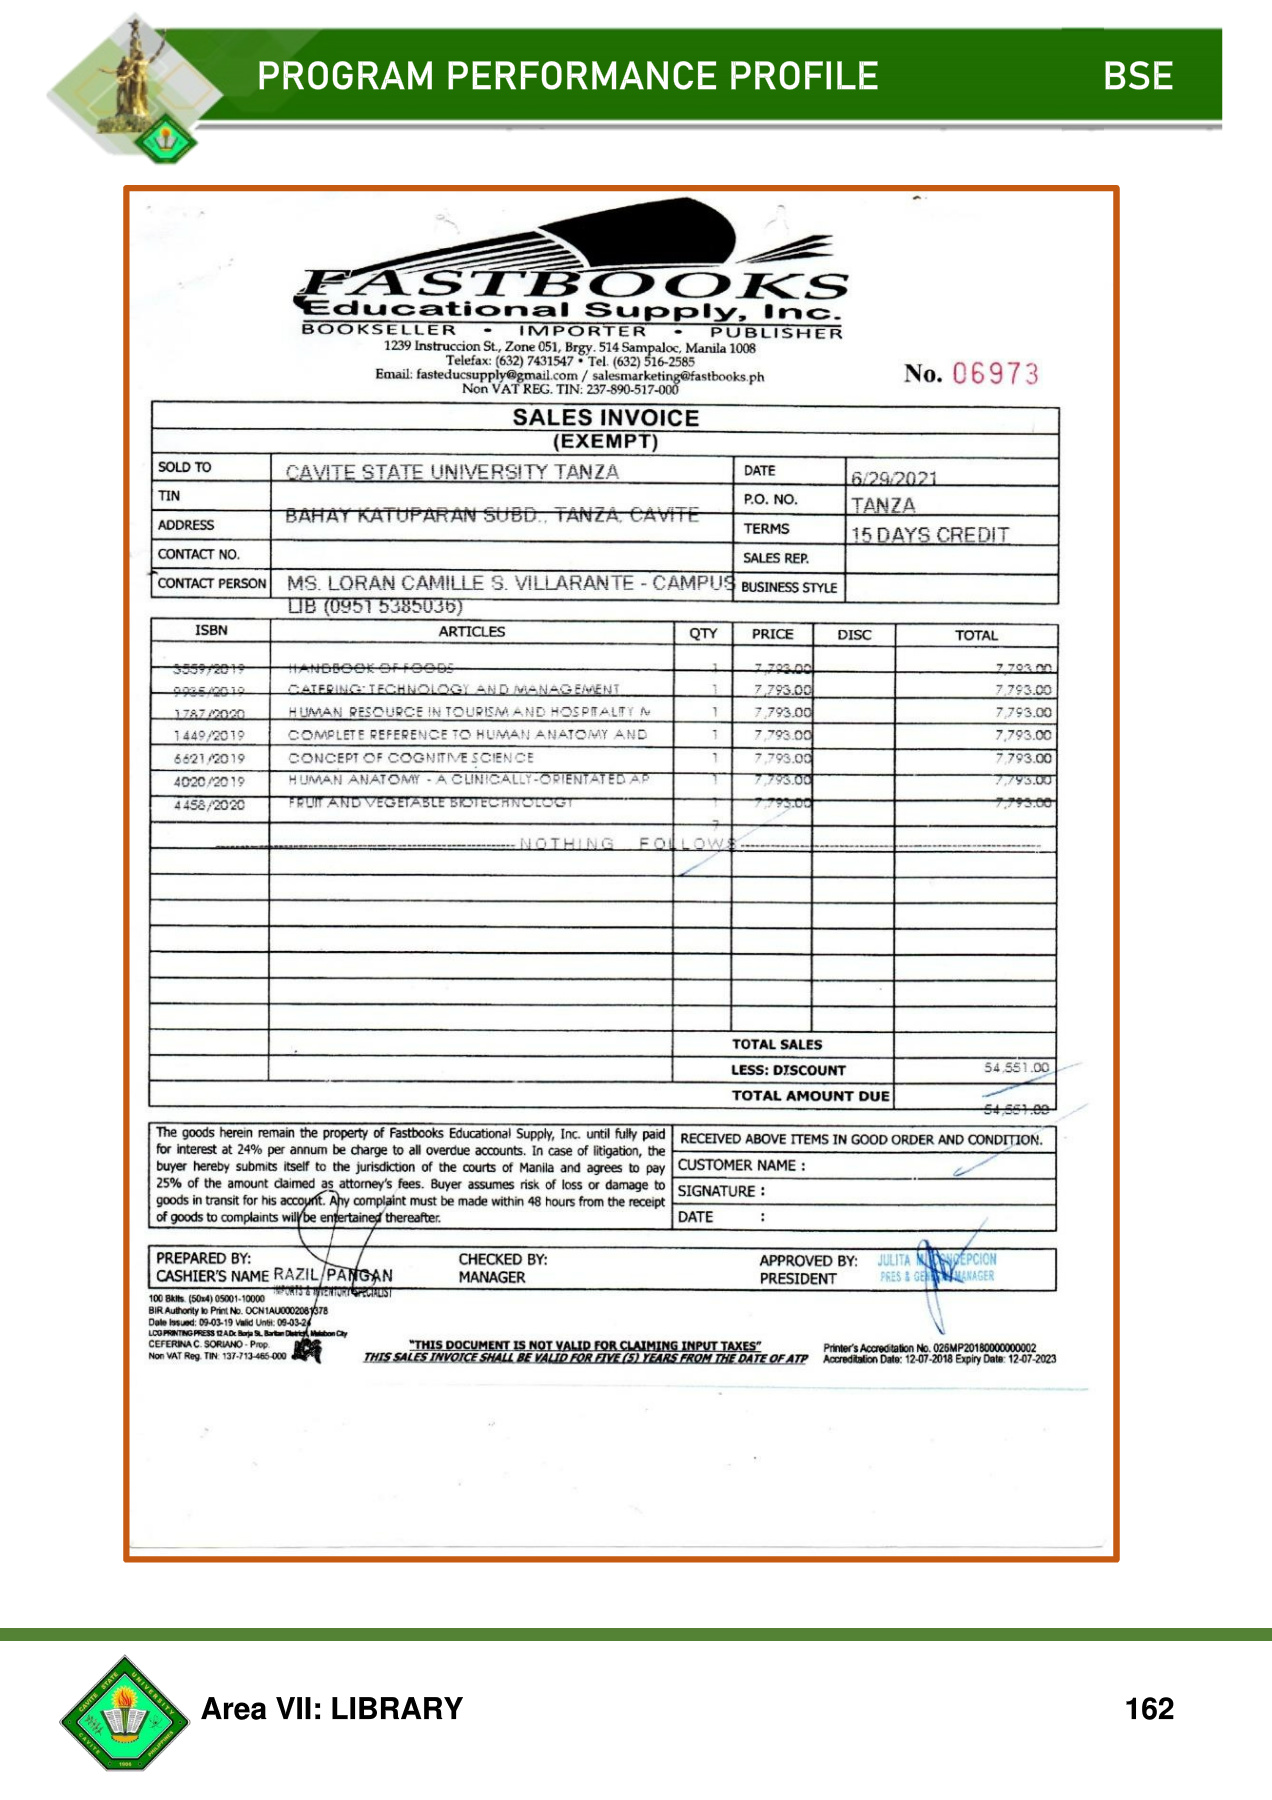 PROGRAM PERFORMANCE PROFILE BSE
FASTBOOKS
Educational Supply, Inc.
BOOKSELLER • IMPORTER • PUBLISHER
1239 Instruccion St., Zone 051, Brgy. 514 Sampaloc, Manila 1008
Telefax: (632) 7431547 • Tel. (632) 516-2585
Email: fasteducsupply@gmail.com / salesmarketing@fastbooks.ph
Non VAT REG. TIN: 237-890-517-000
No. 06973
SALES INVOICE
(EXEMPT)
SOLD TO CAVITE STATE UNIVERSITY TANZA DATE 6/29/2021
TIN P.O. NO. TANZA
ADDRESS BAHAY KATUPARAN SUBD., TANZA, CAVITE TERMS 15 DAYS CREDIT
CONTACT NO. SALES REP.
CONTACT PERSON MS. LORAN CAMILLE S. VILLARANTE - CAMPUS BUSINESS STYLE
LIB (0951 5385036)
ISBN ARTICLES QTY PRICE DISC TOTAL
3559/2019 HANDBOOK OF FOODS 1 7,793.00 7,793.00
9935/2019 CATERING: TECHNOLOGY AND MANAGEMENT 1 7,793.00 7,793.00
1787/2020 HUMAN RESOURCE IN TOURISM AND HOSPITALITY M 1 7,793.00 7,793.00
1449/2019 COMPLETE REFERENCE TO HUMAN ANATOMY AND 1 7,793.00 7,793.00
6621/2019 CONCEPT OF COGNITIVE SCIENCE 1 7,793.00 7,793.00
4020/2019 HUMAN ANATOMY - A CLINICALLY-ORIENTATED AP 1 7,793.00 7,793.00
4458/2020 FRUIT AND VEGETABLE BIOTECHNOLOGY 1 7,793.00 7,793.00
7
NOTHING FOLLOWS
TOTAL SALES
LESS: DISCOUNT 54,551.00
TOTAL AMOUNT DUE 54,551.00
The goods herein remain the property of Fastbooks Educational Supply, Inc. until fully paid
for interest at 24% per annum be charge to all overdue accounts. In case of litigation, the
buyer hereby submits itself to the jurisdiction of the courts of Manila and agrees to pay
25% of the amount claimed as attorney's fees. Buyer assumes risk of loss or damage to
goods in transit for his account. Any complaint must be made within 48 hours from the receipt
of goods to complaints will be entertained thereafter.
RECEIVED ABOVE ITEMS IN GOOD ORDER AND CONDITION.
CUSTOMER NAME :
SIGNATURE :
DATE :
PREPARED BY: CHECKED BY: APPROVED BY:
CASHIER'S NAME RAZIL PANGAN MANAGER PRESIDENT
IMPORTS & INVENTORY SPECIALIST
PRES & GENERAL MANAGER
100 Bklts. (50x4) 05001-10000
BIR Authority to Print No. OCN1AU0002081378
Date Issued: 09-03-19 Valid Until: 09-03-24
LCG PRINTING PRESS 12 A Dr. Borja St., Baritan District, Malabon City
CEFERINA C. SORIANO - Prop.
Non VAT Reg. TIN: 137-713-465-000
"THIS DOCUMENT IS NOT VALID FOR CLAIMING INPUT TAXES"
THIS SALES INVOICE SHALL BE VALID FOR FIVE (5) YEARS FROM THE DATE OF ATP
Printer's Accreditation No. 026MP20180000000002
Accreditation Date: 12-07-2018 Expiry Date: 12-07-2023
CAVITE STATE UNIVERSITY
CAVITE PHILIPPINES
1906
Area VII: LIBRARY 162